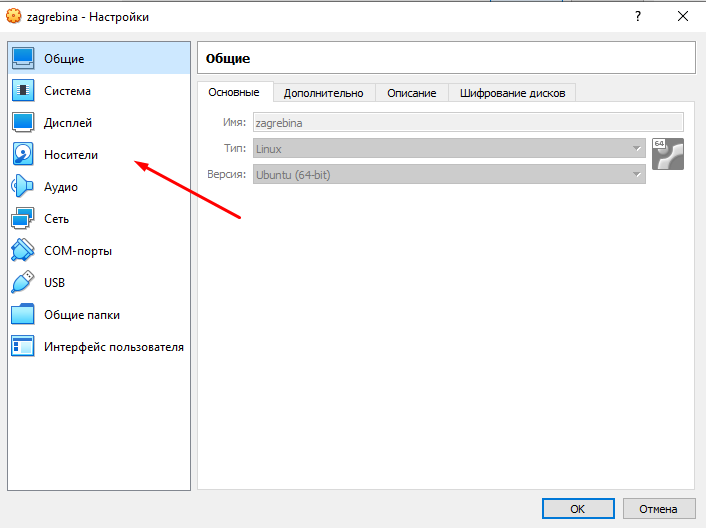 zagrebina - Настройки
?
Общие
Система
Дисплей
Носители
Аудио
Сеть
COM-порты
USB
Общие папки
Интерфейс пользователя
Общие
Основные Дополнительно Описание Шифрование дисков
Имя: zagrebina
Тип: Linux
64
Версия: Ubuntu (64-bit)
OK Отмена